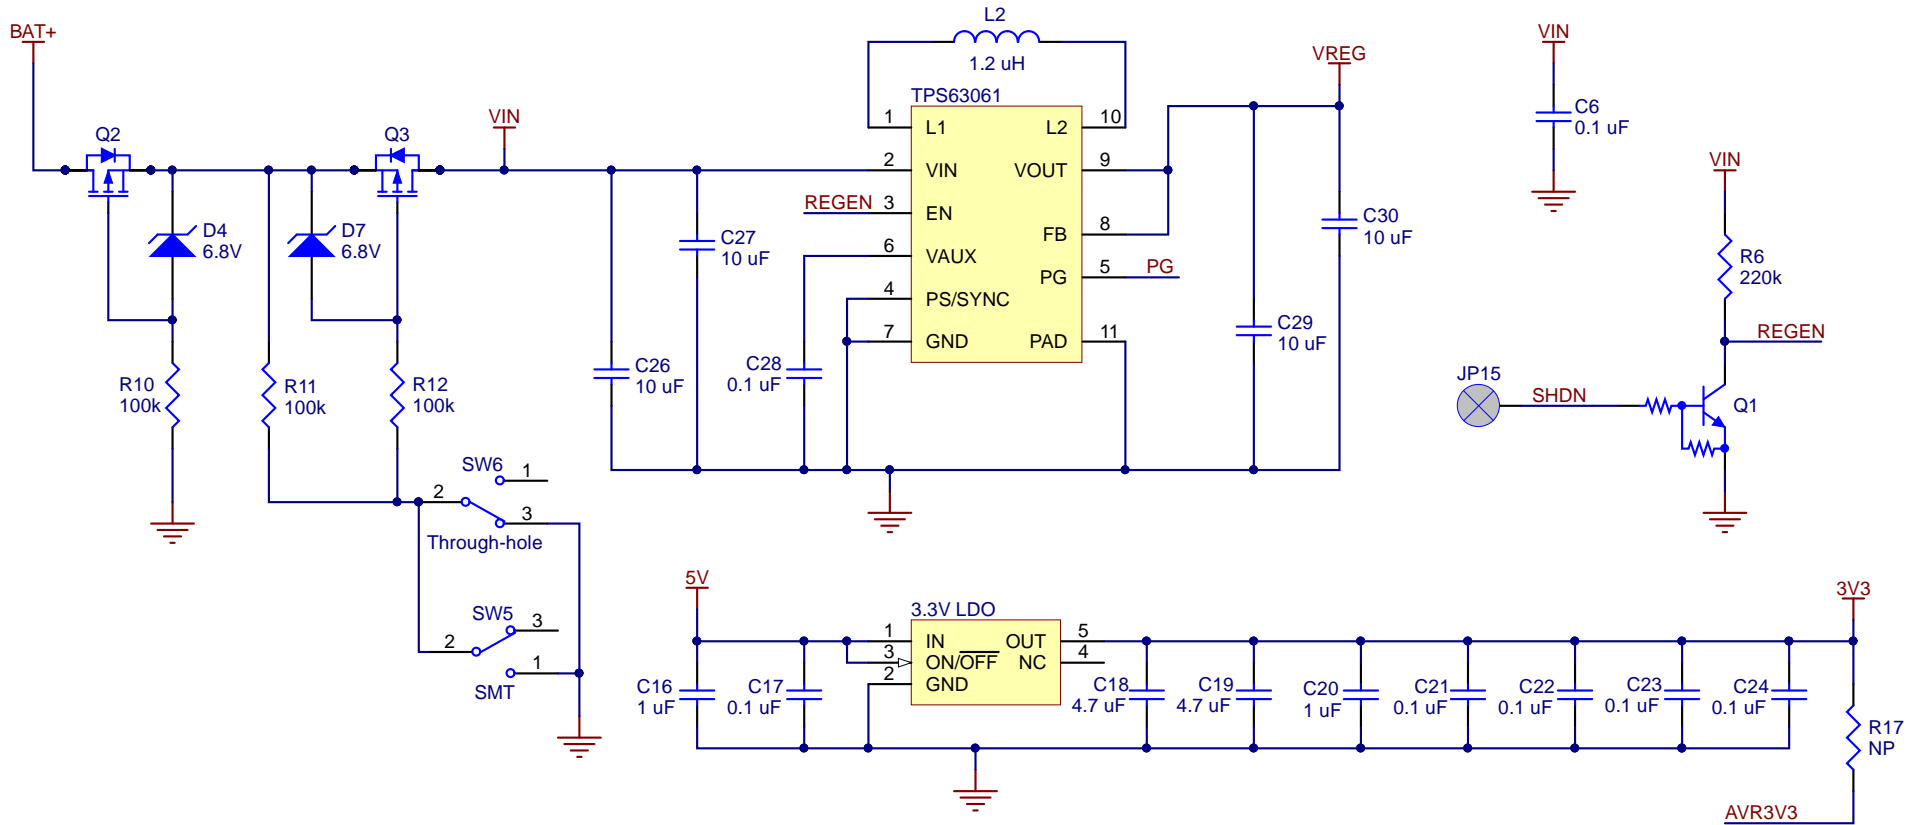 BAT+
Q2
D4
6.8V
R10
100k
R11
100k
D7
6.8V
Q3
R12
100k
SW6
1
2
3
Through-hole
SW5
3
2
1
SMT
VIN
C26
10 uF
C27
10 uF
C28
0.1 uF
REGEN
L2
1.2 uH
TPS63061
1
L1
2
VIN
3
EN
6
VAUX
4
PS/SYNC
7
GND
10
L2
9
VOUT
8
FB
5
PG
11
PAD
PG
VREG
C29
10 uF
C30
10 uF
VIN
C6
0.1 uF
VIN
R6
220k
REGEN
JP15
SHDN
Q1
5V
C16
1 uF
C17
0.1 uF
3.3V LDO
1
IN
3
ON/OFF
2
GND
OUT
5
NC
4
C18
4.7 uF
C19
4.7 uF
C20
1 uF
C21
0.1 uF
C22
0.1 uF
C23
0.1 uF
C24
0.1 uF
3V3
R17
NP
AVR3V3